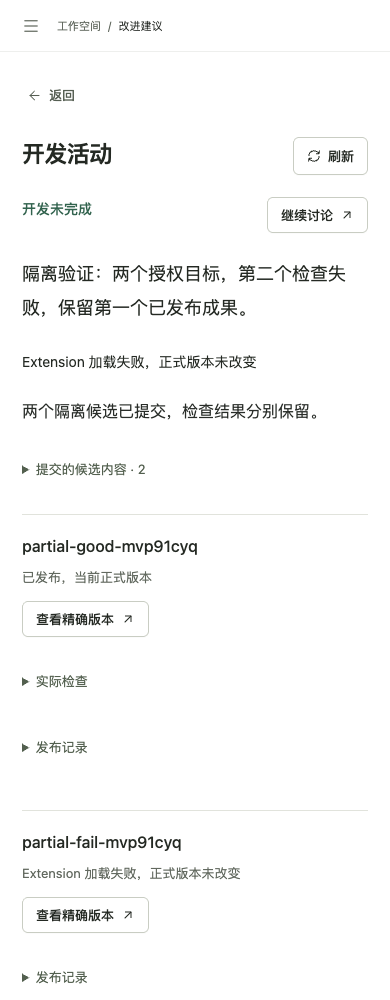 工作空间 / 改进建议
返回
开发活动
刷新
开发未完成
继续讨论
隔离验证：两个授权目标，第二个检查失
败，保留第一个已发布成果。
Extension 加载失败，正式版本未改变
两个隔离候选已提交，检查结果分别保留。
提交的候选内容 · 2
partial-good-mvp91cyq
已发布，当前正式版本
查看精确版本
实际检查
发布记录
partial-fail-mvp91cyq
Extension 加载失败，正式版本未改变
查看精确版本
发布记录